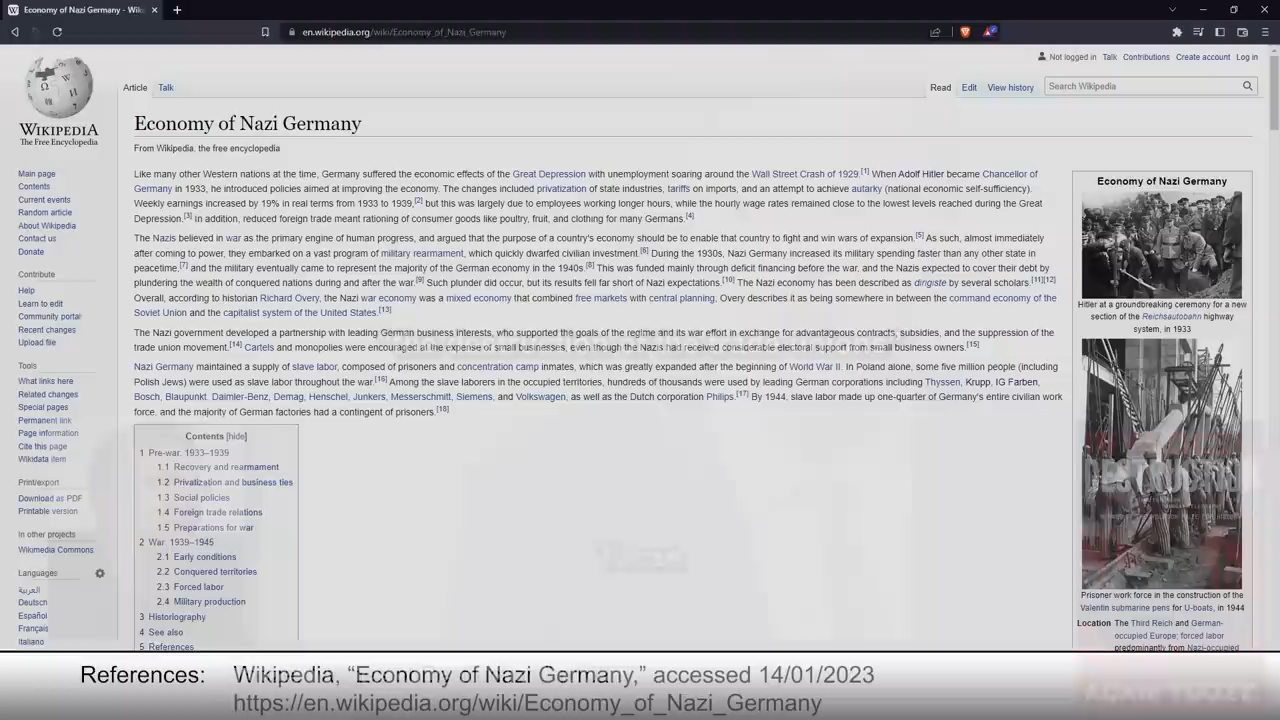 Economy of Nazi Germany - Wiki
en.wikipedia.org/wiki/Economy_of_Nazi_Germany
Not logged in Talk Contributions Create account Log in
Article Talk Read Edit View history Search Wikipedia
WIKIPEDIA
The Free Encyclopedia
Main page
Contents
Current events
Random article
About Wikipedia
Contact us
Donate
Contribute
Help
Learn to edit
Community portal
Recent changes
Upload file
Tools
What links here
Related changes
Special pages
Permanent link
Page information
Cite this page
Wikidata item
Print/export
Download as PDF
Printable version
In other projects
Wikimedia Commons
Languages
العربية
Deutsch
Español
Français
Italiano
Economy of Nazi Germany
From Wikipedia, the free encyclopedia
Like many other Western nations at the time, Germany suffered the economic effects of the Great Depression with unemployment soaring around the Wall Street Crash of 1929.[1] When Adolf Hitler became Chancellor of
Germany in 1933, he introduced policies aimed at improving the economy. The changes included privatization of state industries, tariffs on imports, and an attempt to achieve autarky (national economic self-sufficiency).
Weekly earnings increased by 19% in real terms from 1933 to 1939,[2] but this was largely due to employees working longer hours, while the hourly wage rates remained close to the lowest levels reached during the Great
Depression.[3] In addition, reduced foreign trade meant rationing of consumer goods like poultry, fruit, and clothing for many Germans.[4]
The Nazis believed in war as the primary engine of human progress, and argued that the purpose of a country's economy should be to enable that country to fight and win wars of expansion.[5] As such, almost immediately
after coming to power, they embarked on a vast program of military rearmament, which quickly dwarfed civilian investment.[6] During the 1930s, Nazi Germany increased its military spending faster than any other state in
peacetime,[7] and the military eventually came to represent the majority of the German economy in the 1940s.[8] This was funded mainly through deficit financing before the war, and the Nazis expected to cover their debt by
plundering the wealth of conquered nations during and after the war.[9] Such plunder did occur, but its results fell far short of Nazi expectations.[10] The Nazi economy has been described as dirigiste by several scholars.[11][12]
Overall, according to historian Richard Overy, the Nazi war economy was a mixed economy that combined free markets with central planning. Overy describes it as being somewhere in between the command economy of the
Soviet Union and the capitalist system of the United States.[13]
The Nazi government developed a partnership with leading German business interests, who supported the goals of the regime and its war effort in exchange for advantageous contracts, subsidies, and the suppression of the
trade union movement.[14] Cartels and monopolies were encouraged at the expense of small businesses, even though the Nazis had received considerable electoral support from small business owners.[15]
Nazi Germany maintained a supply of slave labor, composed of prisoners and concentration camp inmates, which was greatly expanded after the beginning of World War II. In Poland alone, some five million people (including
Polish Jews) were used as slave labor throughout the war.[16] Among the slave laborers in the occupied territories, hundreds of thousands were used by leading German corporations including Thyssen, Krupp, IG Farben,
Bosch, Blaupunkt, Daimler-Benz, Demag, Henschel, Junkers, Messerschmitt, Siemens, and Volkswagen, as well as the Dutch corporation Philips.[17] By 1944, slave labor made up one-quarter of Germany's entire civilian work
force, and the majority of German factories had a contingent of prisoners.[18]
Contents [hide]
1 Pre-war: 1933–1939
1.1 Recovery and rearmament
1.2 Privatization and business ties
1.3 Social policies
1.4 Foreign trade relations
1.5 Preparations for war
2 War: 1939–1945
2.1 Early conditions
2.2 Conquered territories
2.3 Forced labor
2.4 Military production
3 Historiography
4 See also
5 References
Economy of Nazi Germany
Hitler at a groundbreaking ceremony for a new
section of the Reichsautobahn highway
system, in 1933
Prisoner work force in the construction of the
Valentin submarine pens for U-boats, in 1944
Location The Third Reich and German-
occupied Europe; forced labor
predominantly from Nazi-occupied
References: Wikipedia, “Economy of Nazi Germany,” accessed 14/01/2023
https://en.wikipedia.org/wiki/Economy_of_Nazi_Germany